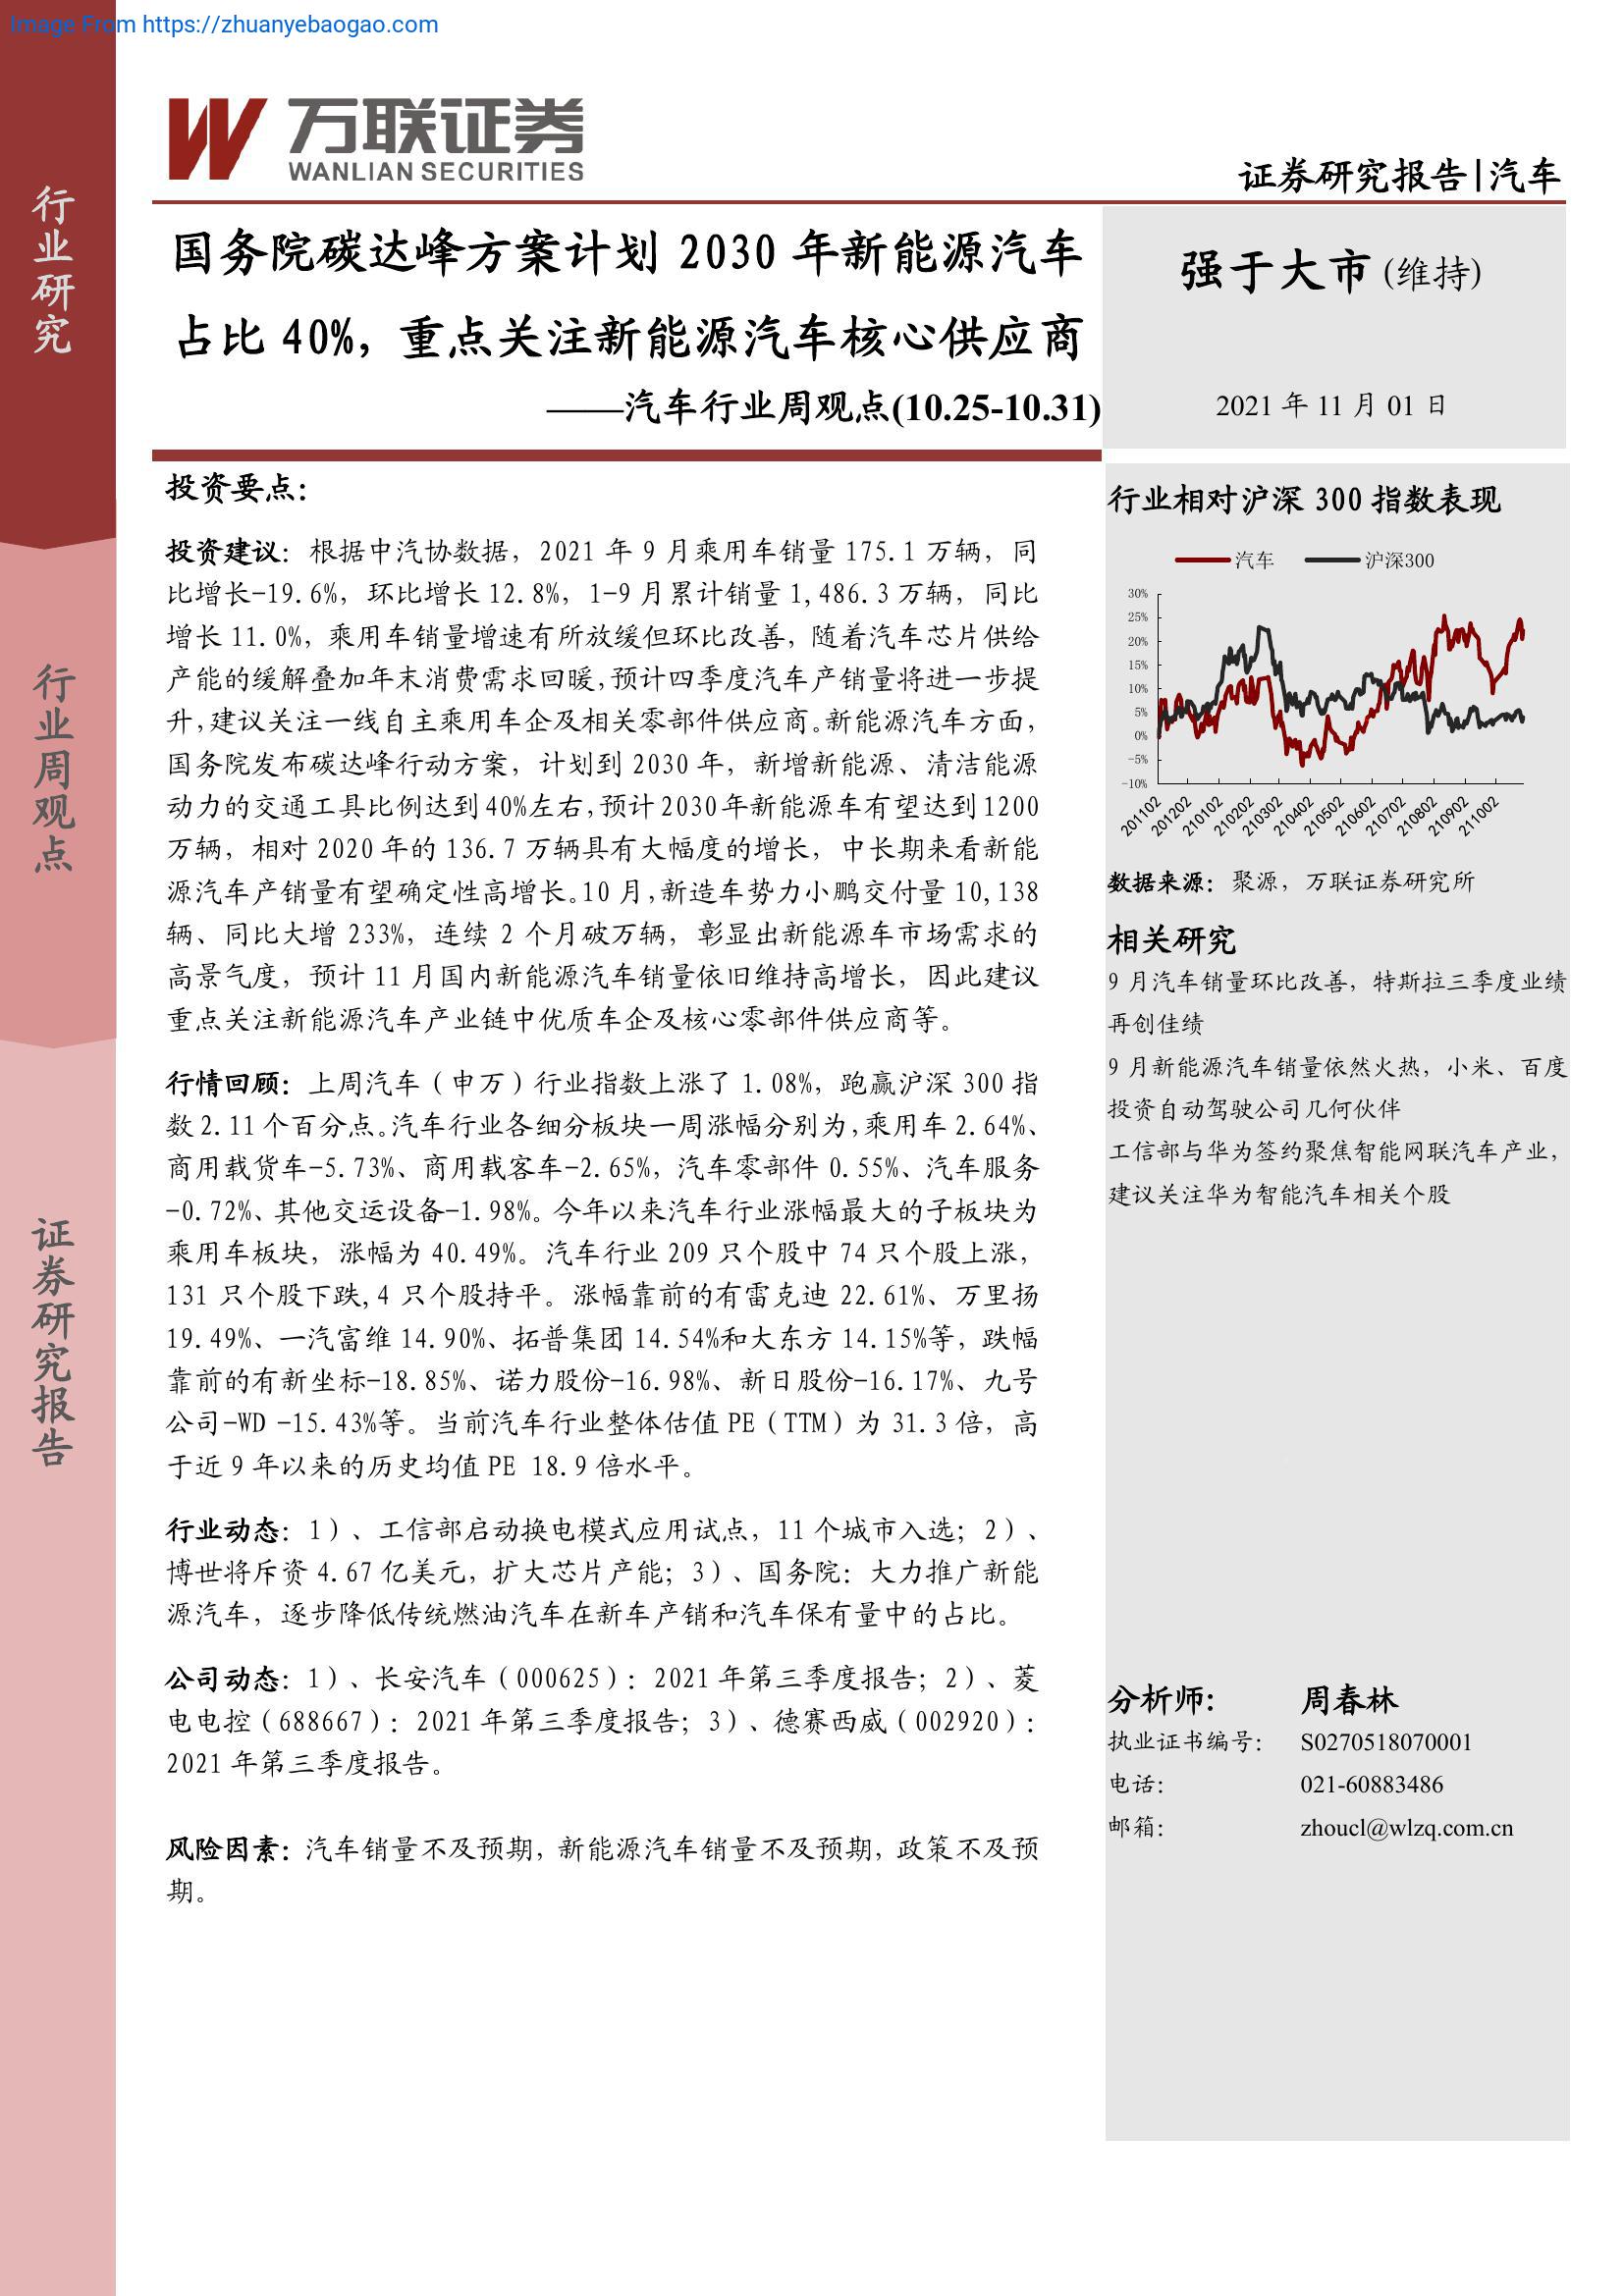 Image From https://zhuanyebaogao.com
万联证券
WANLIAN SECURITIES
证券研究报告|汽车
行业研究
行业周观点
证券研究报告
国务院碳达峰方案计划 2030 年新能源汽车
占比 40%，重点关注新能源汽车核心供应商
——汽车行业周观点(10.25-10.31)
强于大市 (维持)
2021 年 11 月 01 日
投资要点：
投资建议：根据中汽协数据，2021 年 9 月乘用车销量 175.1 万辆，同
比增长-19.6%，环比增长 12.8%，1-9 月累计销量 1,486.3 万辆，同比
增长 11.0%，乘用车销量增速有所放缓但环比改善，随着汽车芯片供给
产能的缓解叠加年末消费需求回暖,预计四季度汽车产销量将进一步提
升,建议关注一线自主乘用车企及相关零部件供应商。新能源汽车方面，
国务院发布碳达峰行动方案，计划到 2030 年，新增新能源、清洁能源
动力的交通工具比例达到40%左右,预计2030年新能源车有望达到1200
万辆，相对 2020 年的 136.7 万辆具有大幅度的增长，中长期来看新能
源汽车产销量有望确定性高增长。10 月,新造车势力小鹏交付量 10,138
辆、同比大增 233%，连续 2 个月破万辆，彰显出新能源车市场需求的
高景气度，预计 11 月国内新能源汽车销量依旧维持高增长，因此建议
重点关注新能源汽车产业链中优质车企及核心零部件供应商等。
行情回顾：上周汽车（申万）行业指数上涨了 1.08%，跑赢沪深 300 指
数 2.11 个百分点。汽车行业各细分板块一周涨幅分别为,乘用车 2.64%、
商用载货车-5.73%、商用载客车-2.65%，汽车零部件 0.55%、汽车服务
-0.72%、其他交运设备-1.98%。今年以来汽车行业涨幅最大的子板块为
乘用车板块，涨幅为 40.49%。汽车行业 209 只个股中 74 只个股上涨，
131 只个股下跌,4 只个股持平。涨幅靠前的有雷克迪 22.61%、万里扬
19.49%、一汽富维 14.90%、拓普集团 14.54%和大东方 14.15%等，跌幅
靠前的有新坐标-18.85%、诺力股份-16.98%、新日股份-16.17%、九号
公司-WD -15.43%等。当前汽车行业整体估值 PE（TTM）为 31.3 倍，高
于近 9 年以来的历史均值 PE 18.9 倍水平。
行业动态：1）、工信部启动换电模式应用试点，11 个城市入选；2）、
博世将斥资 4.67 亿美元，扩大芯片产能；3）、国务院：大力推广新能
源汽车，逐步降低传统燃油汽车在新车产销和汽车保有量中的占比。
公司动态：1）、长安汽车（000625）：2021 年第三季度报告；2）、菱
电电控（688667）：2021 年第三季度报告；3）、德赛西威（002920）：
2021 年第三季度报告。
风险因素：汽车销量不及预期，新能源汽车销量不及预期，政策不及预
期。
行业相对沪深 300 指数表现
汽车 沪深300
30%
25%
20%
15%
10%
5%
0%
-5%
-10%
201102 201202 210102 210202 210302 210402 210502 210602 210702 210802 210902 211002
数据来源：聚源，万联证券研究所
相关研究
9 月汽车销量环比改善，特斯拉三季度业绩
再创佳绩
9 月新能源汽车销量依然火热，小米、百度
投资自动驾驶公司几何伙伴
工信部与华为签约聚焦智能网联汽车产业，
建议关注华为智能汽车相关个股
分析师： 周春林
执业证书编号： S0270518070001
电话： 021-60883486
邮箱： zhoucl@wlzq.com.cn